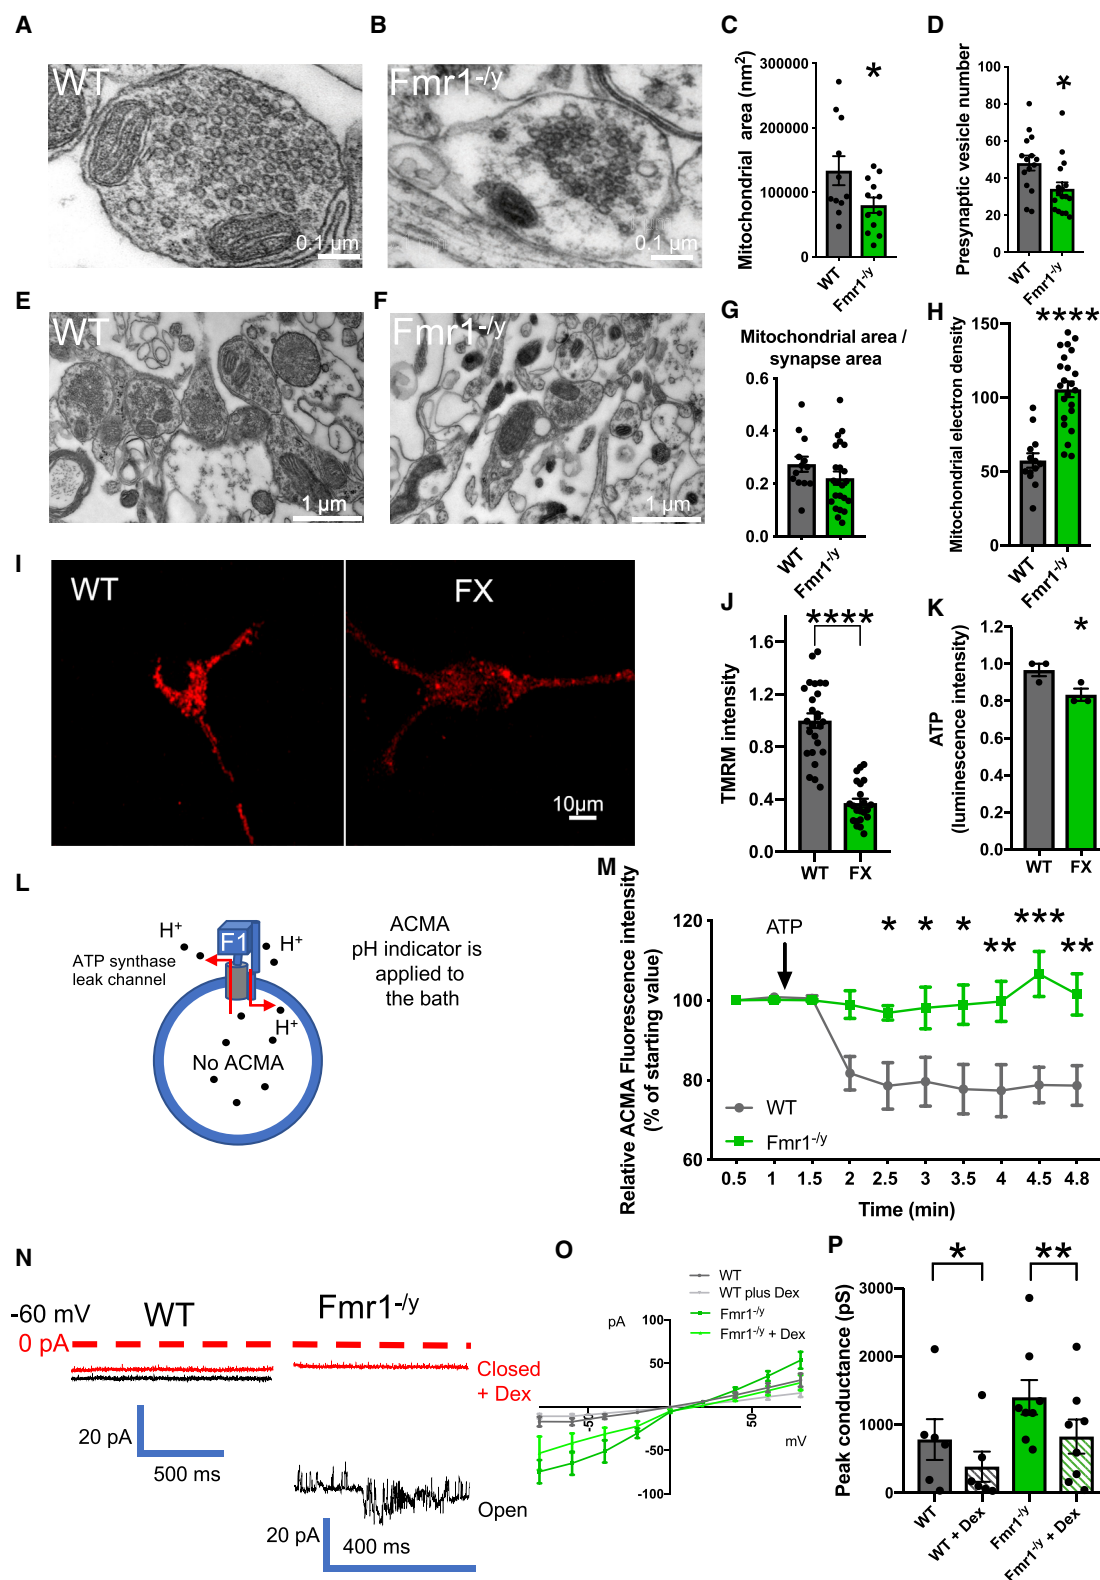 A
WT
0.1 µm
B
Fmr1-/y
0.1 µm
C
Mitochondrial area (nm2)
300000
200000
100000
0
*
WT
Fmr1-/y
D
Presynaptic vesicle number
100
80
60
40
20
0
*
WT
Fmr1-/y
E
WT
1 µm
F
Fmr1-/y
1 µm
G
Mitochondrial area /
synapse area
0.6
0.4
0.2
0.0
WT
Fmr1-/y
H
Mitochondrial electron density
150
100
50
0
****
WT
Fmr1-/y
I
WT
FX
10µm
J
TMRM intensity
1.6
1.2
0.8
0.4
0.0
****
WT
FX
K
ATP
(luminescence intensity)
1.2
1.0
0.8
0.6
0.4
0.2
0.0
*
WT
FX
L
H+
F1
H+
ATP synthase
leak channel
H+
No ACMA
ACMA
pH indicator is
applied to
the bath
M
Relative ACMA Fluorescence intensity
(% of starting value)
120
100
80
60
ATP
* * * ** *** **
WT
Fmr1-/y
0.5 1 1.5 2 2.5 3 3.5 4 4.5 4.8
Time (min)
N
-60 mV
0 pA
WT
Fmr1-/y
Closed
+ Dex
20 pA
500 ms
Open
20 pA
400 ms
O
WT
WT plus Dex
Fmr1-/y
Fmr1-/y + Dex
pA
100
50
-50
50
mV
-50
-100
P
Peak conductance (pS)
3000
2000
1000
0
*
**
WT
WT + Dex
Fmr1-/y
Fmr1-/y + Dex